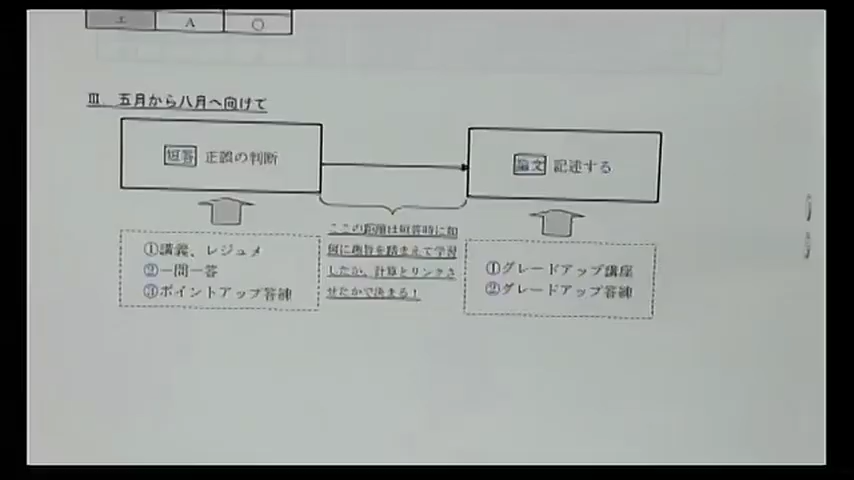 エ A ○
Ⅲ．五月から八月へ向けて
短答 正誤の判断
論文 記述する
①講義、レジュメ
②一問一答
③ポイントアップ答練
ここの距離は短答時に如
何に趣旨を踏まえて学習
したか、計算とリンクさ
せたかで決まる！
①グレードアップ講座
②グレードアップ答練